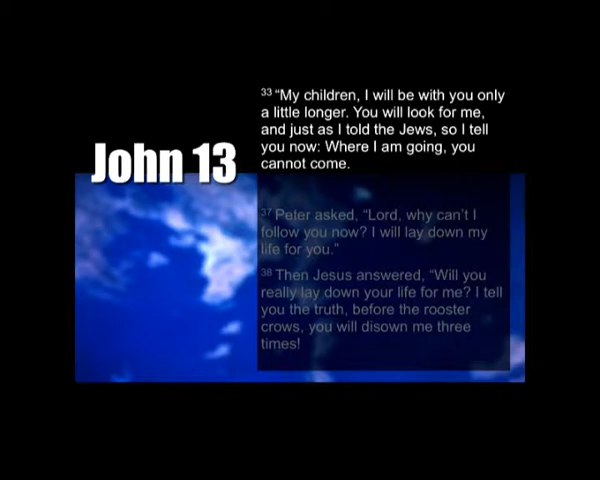 John 13
33 “My children, I will be with you only
a little longer. You will look for me,
and just as I told the Jews, so I tell
you now: Where I am going, you
cannot come.
37 Peter asked, “Lord, why can’t I
follow you now? I will lay down my
life for you.”
38 Then Jesus answered, “Will you
really lay down your life for me? I tell
you the truth, before the rooster
crows, you will disown me three
times!